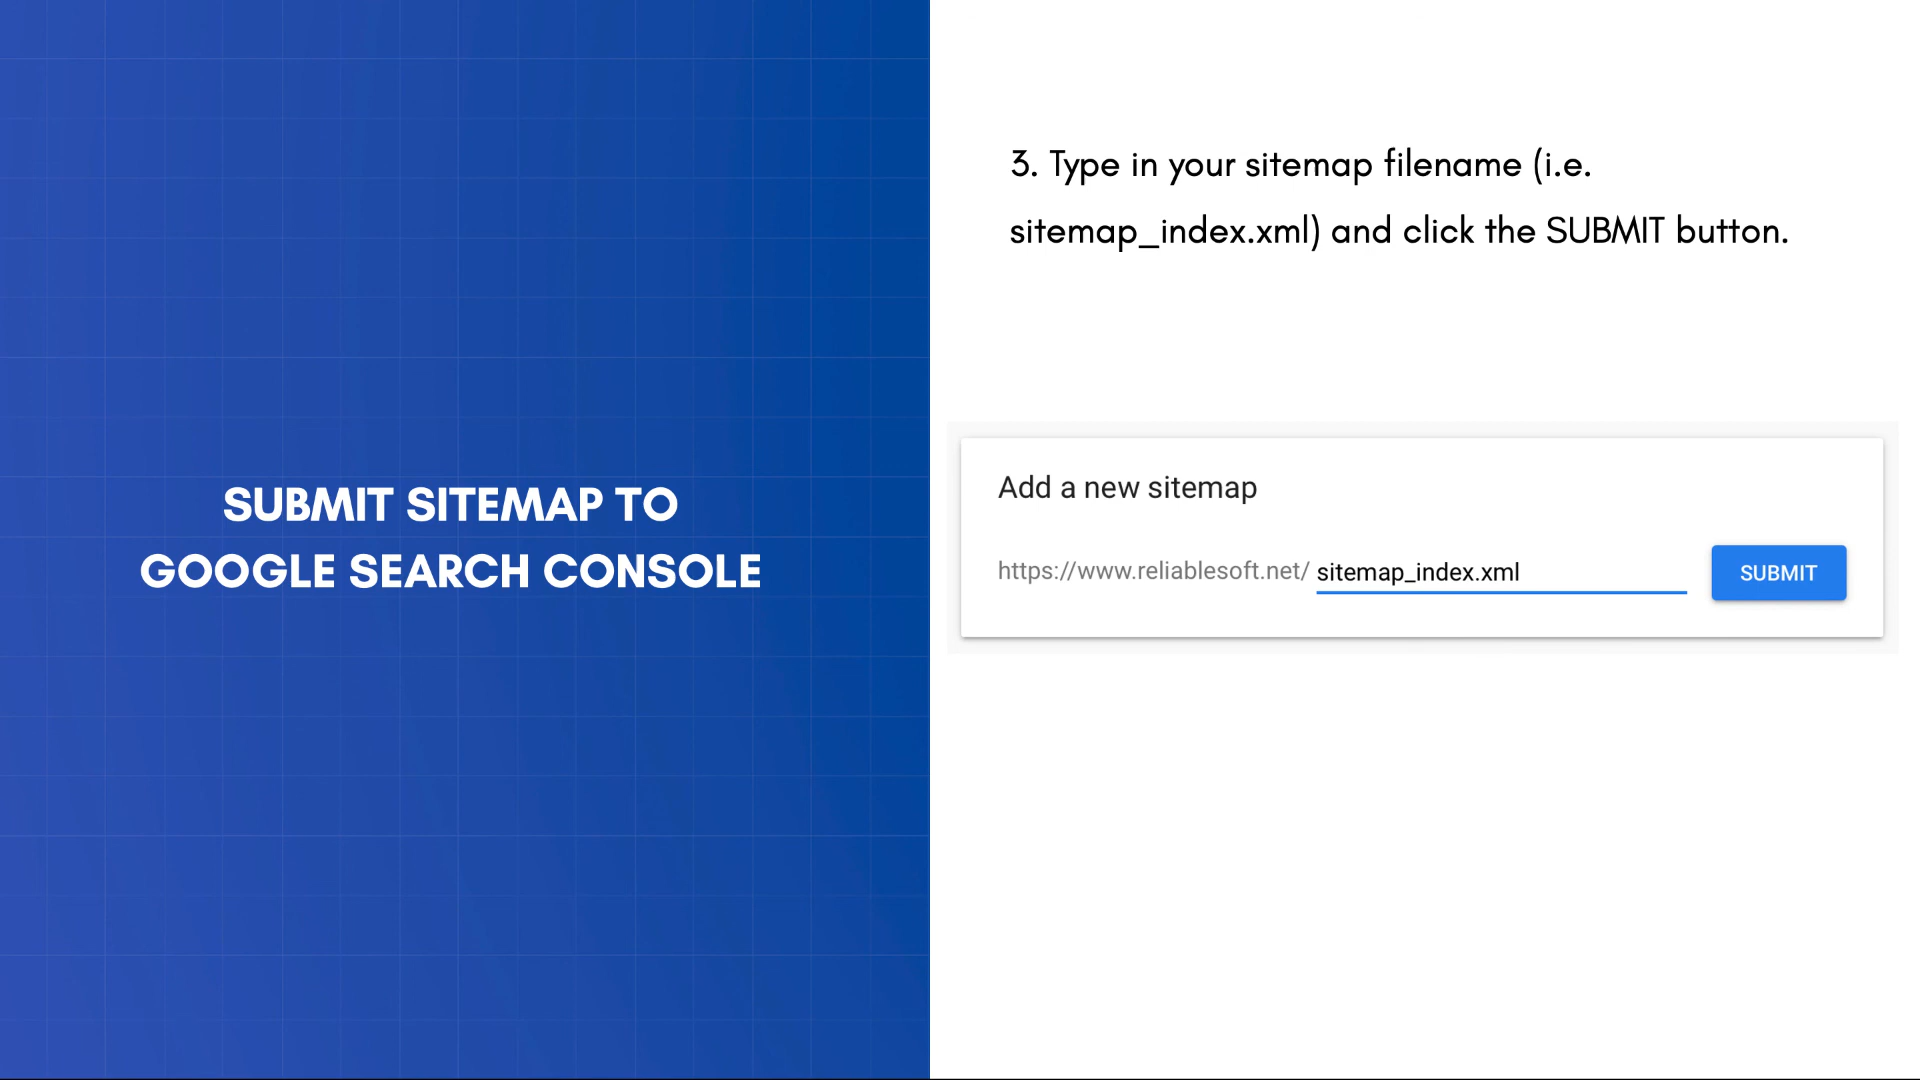 SUBMIT SITEMAP TO
GOOGLE SEARCH CONSOLE
3. Type in your sitemap filename (i.e.
sitemap_index.xml) and click the SUBMIT button.
Add a new sitemap
https://www.reliablesoft.net/ sitemap_index.xml SUBMIT